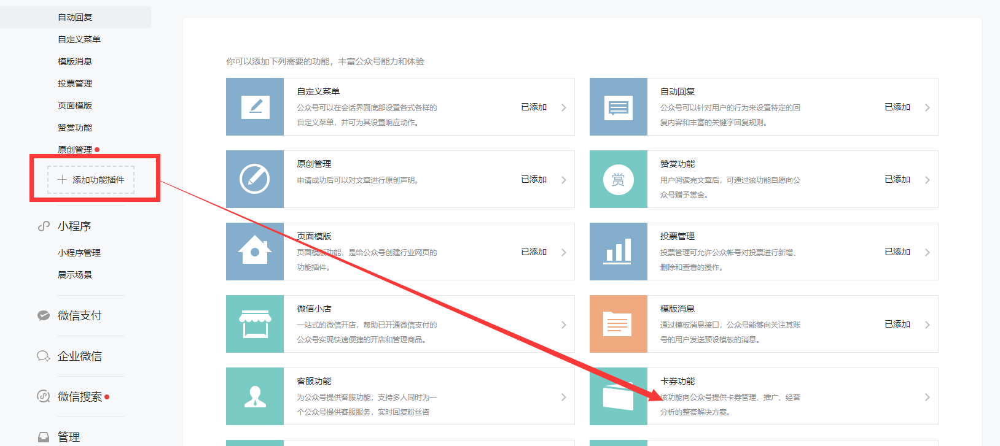 自动回复
自定义菜单
模版消息
投票管理
页面模版
赞赏功能
原创管理
添加功能插件
小程序
小程序管理
展示场景
微信支付
企业微信
微信搜索
管理
你可以添加下列需要的功能，丰富公众号能力和体验
自定义菜单
公众号可以在会话界面底部设置各式各样的
自定义菜单，并可为其设置响应动作。
已添加
自动回复
公众号可以针对用户的行为来设置特定的回
复内容和丰富的关键字回复规则。
已添加
原创管理
申请成功后可以对文章进行原创声明。
已添加
赏
赞赏功能
用户阅读完文章后，可通过该功能自愿向公
众号赠予赏金。
已添加
页面模版
页面模版功能，是给公众号创建行业网页的
功能插件。
已添加
投票管理
投票管理可允许公众帐号对投票进行新增、
删除和查看的操作。
已添加
微信小店
一站式的微信开店，帮助已开通微信支付的
公众号实现快速便捷的开店和管理商品。
模版消息
通过模板消息接口，公众号能够向关注其账
号的用户发送预设模板的消息。
已添加
客服功能
为公众号提供客服功能，支持多人同时为一
个公众号提供客服服务，实时回复粉丝咨
卡券功能
该功能向公众号提供卡券管理、推广、经营
分析的整套解决方案。